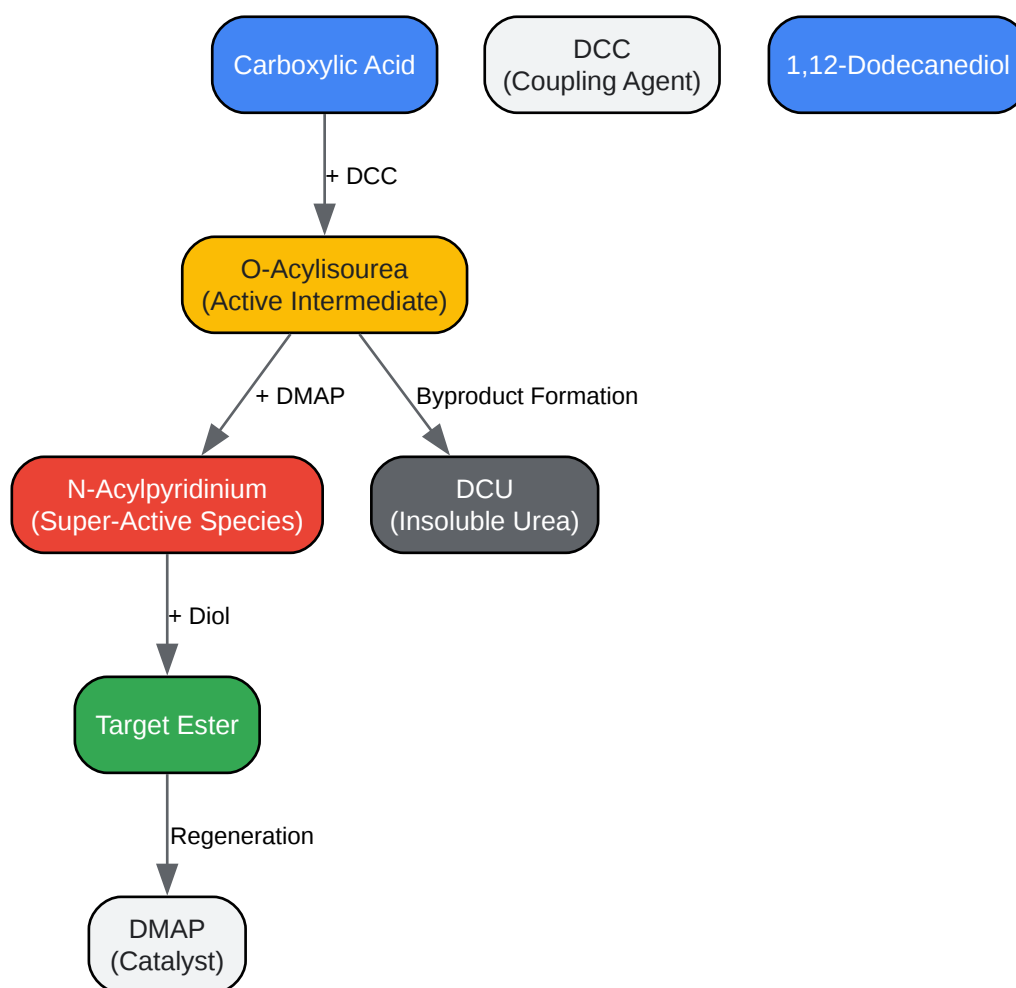 Carboxylic Acid
DCC
(Coupling Agent)
1,12-Dodecanediol
+ DCC
O-Acylisourea
(Active Intermediate)
+ DMAP
Byproduct Formation
N-Acylpyridinium
(Super-Active Species)
DCU
(Insoluble Urea)
+ Diol
Target Ester
Regeneration
DMAP
(Catalyst)